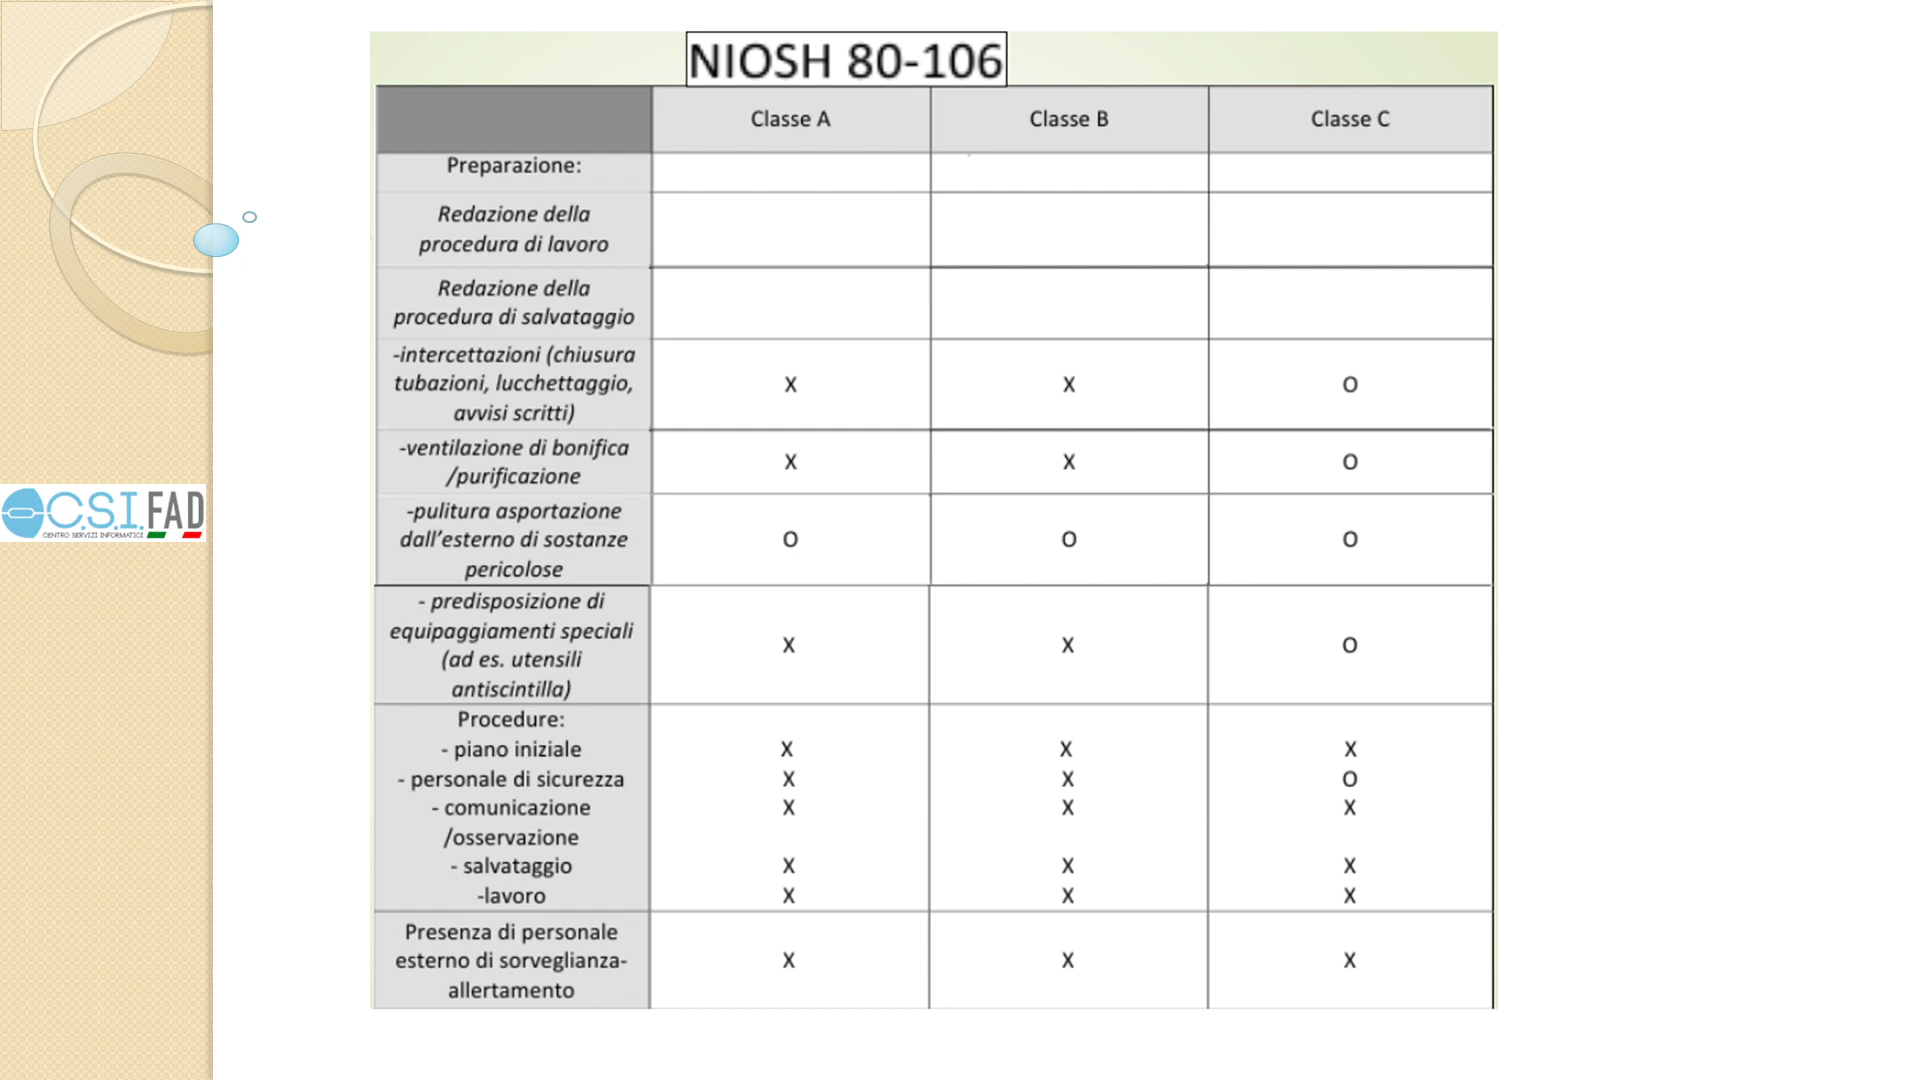 NIOSH 80-106
Classe A Classe B Classe C
Preparazione:
Redazione della
procedura di lavoro
Redazione della
procedura di salvataggio
-intercettazioni (chiusura
tubazioni, lucchettaggio,
avvisi scritti)
X X O
-ventilazione di bonifica
/purificazione
X X O
-pulitura asportazione
dall'esterno di sostanze
pericolose
O O O
- predisposizione di
equipaggiamenti speciali
(ad es. utensili
antiscintilla)
X X O
Procedure:
- piano iniziale X X X
- personale di sicurezza X X O
- comunicazione X X X
/osservazione
- salvataggio X X X
-lavoro X X X
Presenza di personale
esterno di sorveglianza-
allertamento
X X X
C.S.I. FAD
CENTRO SERVIZI INFORMATICI